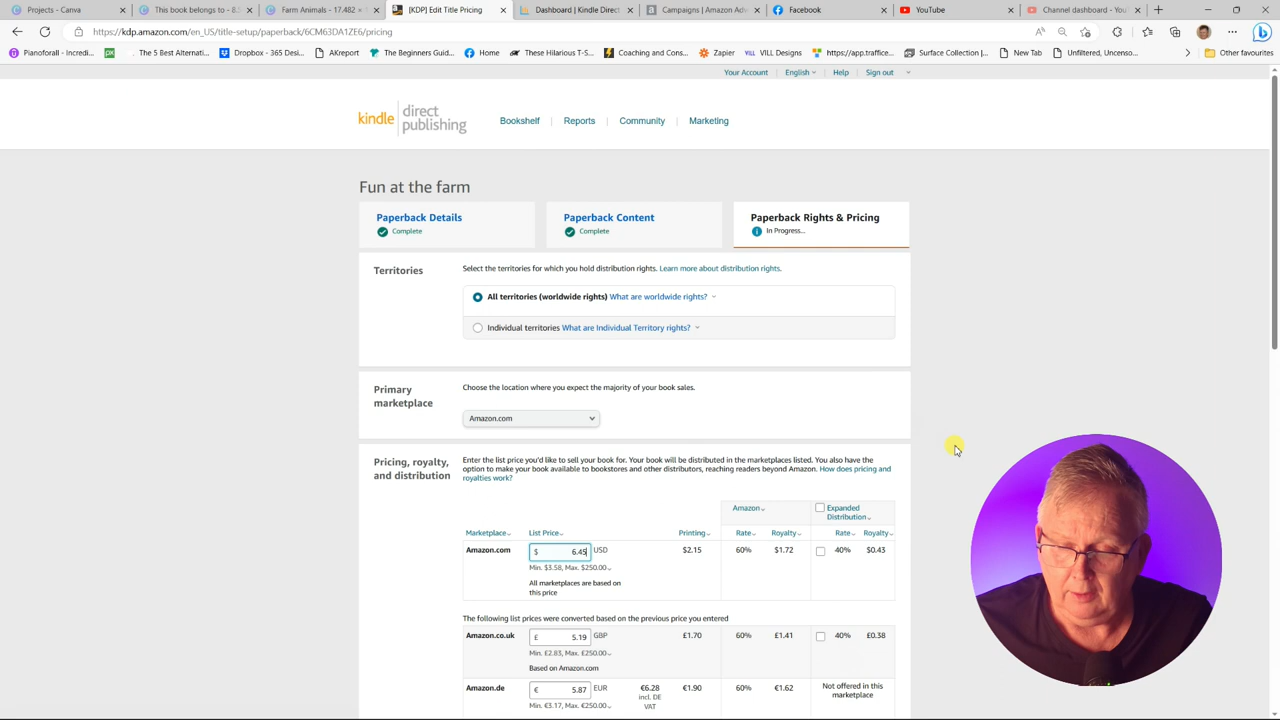 Projects - Canva
This book belongs to - 8.5
Farm Animals - 17.482
[KDP] Edit Title Pricing
Dashboard | Kindle Direct
Campaigns | Amazon Adv
Facebook
YouTube
Channel dashboard - YouT
https://kdp.amazon.com/en_US/title-setup/paperback/6CM63DA1ZE6/pricing
Pianoforall - Incredi...
The 5 Best Alternati...
Dropbox - 365 Desi...
AKreport
The Beginners Guid...
Home
These Hilarious T-S...
Coaching and Cons...
Zapier
VILL Designs
https://app.traffice...
Surface Collection |...
New Tab
Unfiltered, Uncenso...
Other favourites
Your Account
English
Help
Sign out
kindle direct publishing
Bookshelf
Reports
Community
Marketing
Fun at the farm
Paperback Details
Complete
Paperback Content
Complete
Paperback Rights & Pricing
In Progress...
Territories
Select the territories for which you hold distribution rights. Learn more about distribution rights.
All territories (worldwide rights) What are worldwide rights?
Individual territories What are Individual Territory rights?
Primary marketplace
Choose the location where you expect the majority of your book sales.
Amazon.com
Pricing, royalty, and distribution
Enter the list price you'd like to sell your book for. Your book will be distributed in the marketplaces listed. You also have the
option to make your book available to bookstores and other distributors, reaching readers beyond Amazon. How does pricing and
royalties work?
Amazon
Expanded Distribution
Marketplace
List Price
Printing
Rate
Royalty
Rate
Royalty
Amazon.com
$ 6.45 USD
$2.15
60%
$1.72
40%
$0.43
Min. $3.58, Max. $250.00
All marketplaces are based on
this price
The following list prices were converted based on the previous price you entered
Amazon.co.uk
£ 5.19 GBP
£1.70
60%
£1.41
40%
£0.38
Min. £2.83, Max. £250.00
Based on Amazon.com
Amazon.de
€ 5.87 EUR
€6.28
incl. DE
VAT
€1.90
60%
€1.62
Not offered in this
marketplace
Min. €3.17, Max. €250.00